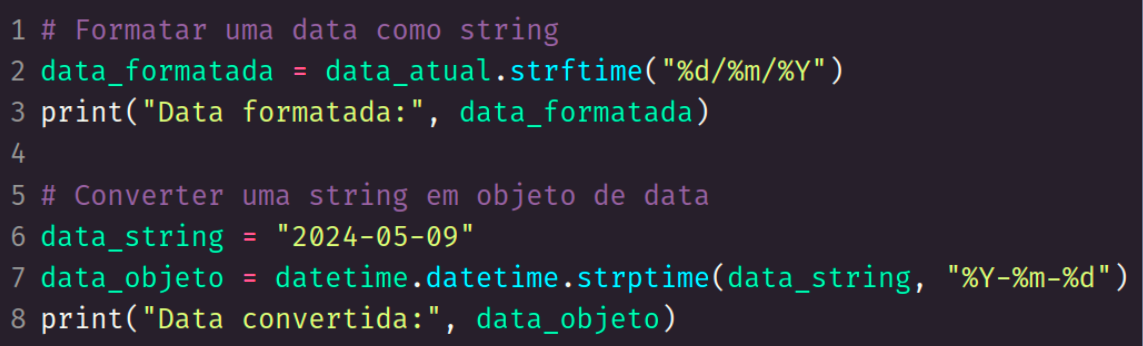 1 # Formatar uma data como string
2 data_formatada = data_atual.strftime("%d/%m/%Y")
3 print("Data formatada:", data_formatada)
4
5 # Converter uma string em objeto de data
6 data_string = "2024-05-09"
7 data_objeto = datetime.datetime.strptime(data_string, "%Y-%m-%d")
8 print("Data convertida:", data_objeto)